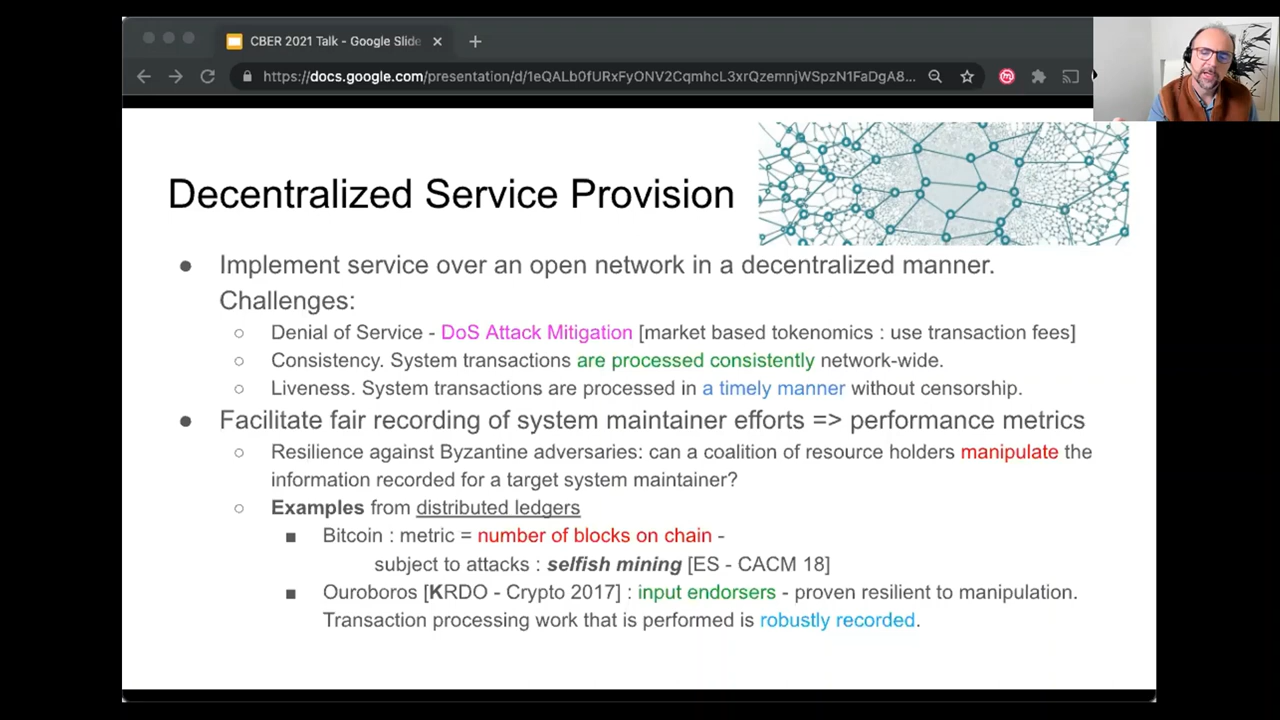 CBER 2021 Talk - Google Slide
https://docs.google.com/presentation/d/1eQALb0fURxFyONV2CqmhcL3xrQzemnjWSpzN1FaDgA8...
Decentralized Service Provision
● Implement service over an open network in a decentralized manner.
Challenges:
○ Denial of Service - DoS Attack Mitigation [market based tokenomics : use transaction fees]
○ Consistency. System transactions are processed consistently network-wide.
○ Liveness. System transactions are processed in a timely manner without censorship.
● Facilitate fair recording of system maintainer efforts => performance metrics
○ Resilience against Byzantine adversaries: can a coalition of resource holders manipulate the
information recorded for a target system maintainer?
○ Examples from distributed ledgers
■ Bitcoin : metric = number of blocks on chain -
subject to attacks : selfish mining [ES - CACM 18]
■ Ouroboros [KRDO - Crypto 2017] : input endorsers - proven resilient to manipulation.
Transaction processing work that is performed is robustly recorded.